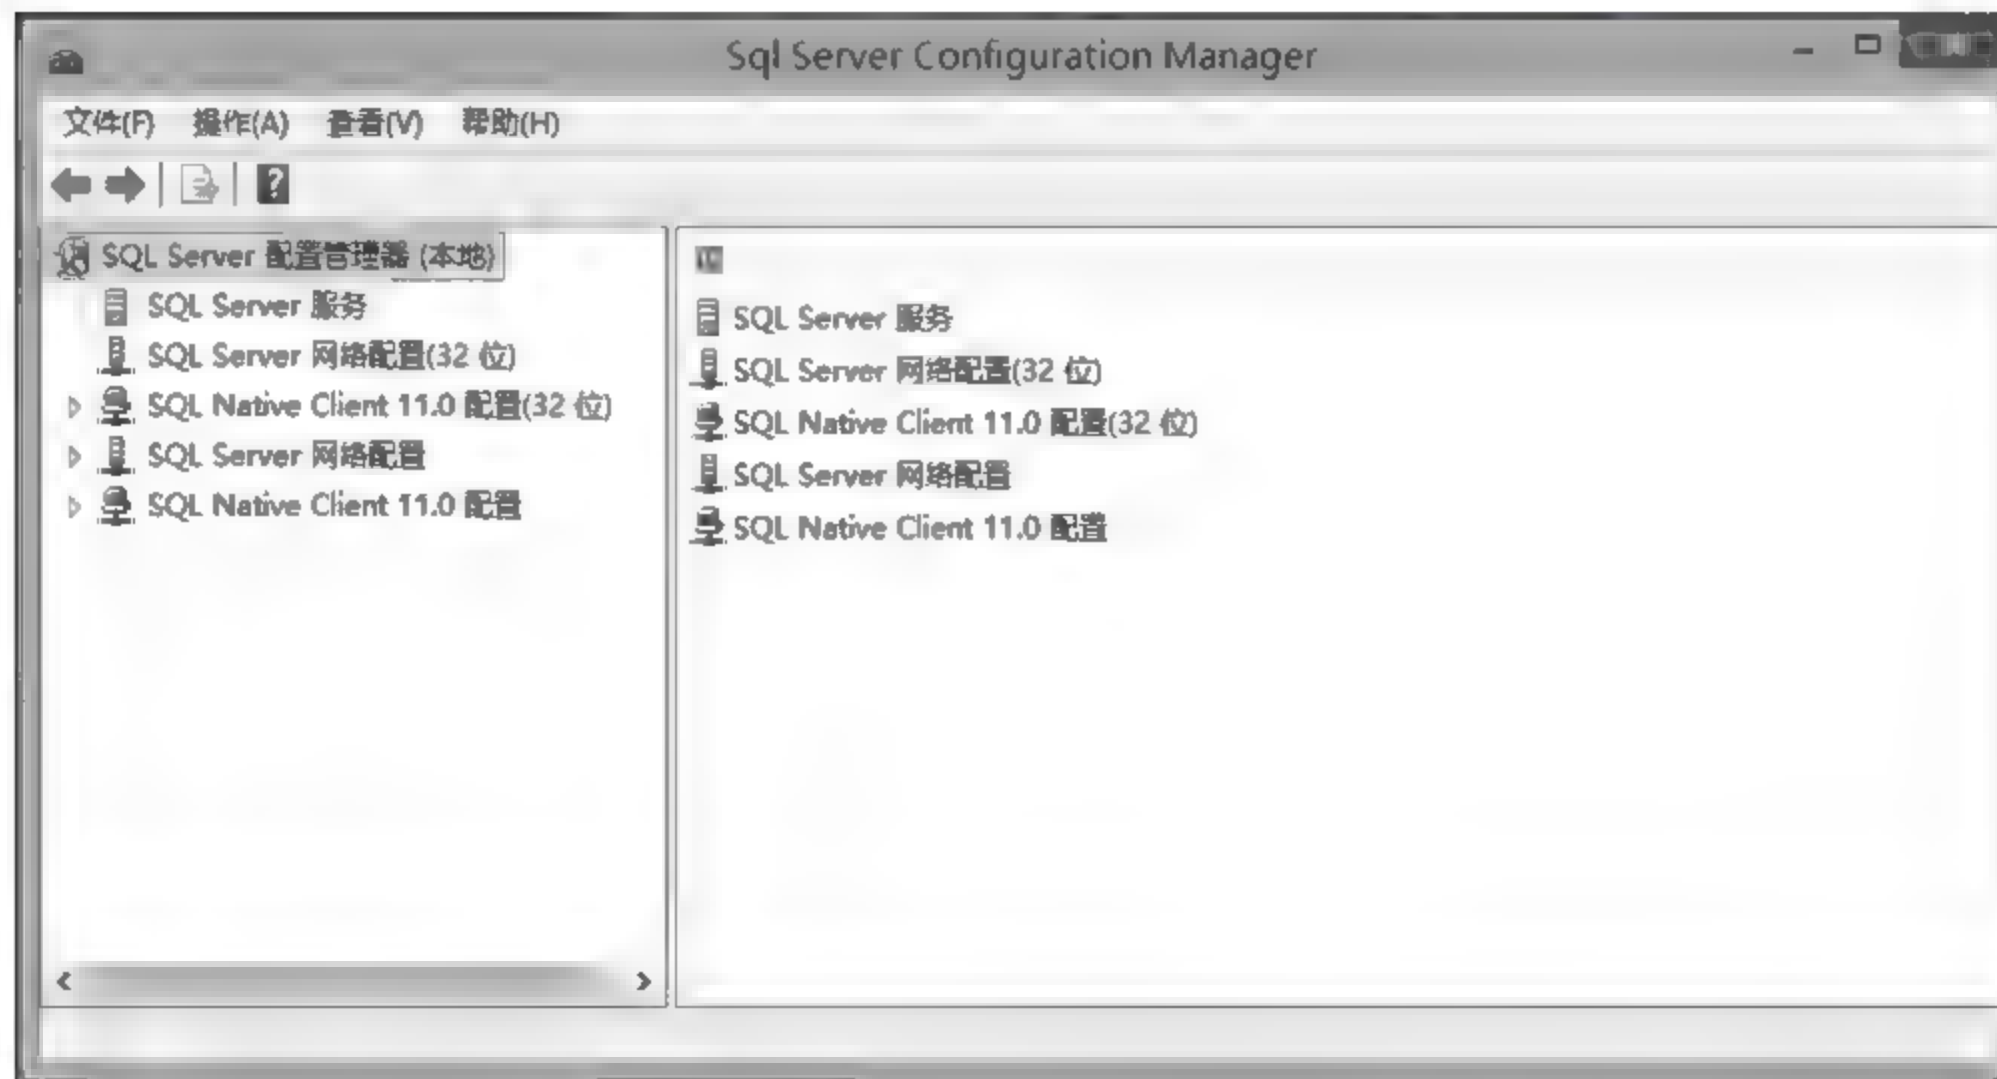 Sql Server Configuration Manager
文件(F) 操作(A) 查看(V) 帮助(H)
SQL Server 配置管理器 (本地)
SQL Server 服务
SQL Server 网络配置(32 位)
SQL Native Client 11.0 配置(32 位)
SQL Server 网络配置
SQL Native Client 11.0 配置
SQL Server 服务
SQL Server 网络配置(32 位)
SQL Native Client 11.0 配置(32 位)
SQL Server 网络配置
SQL Native Client 11.0 配置